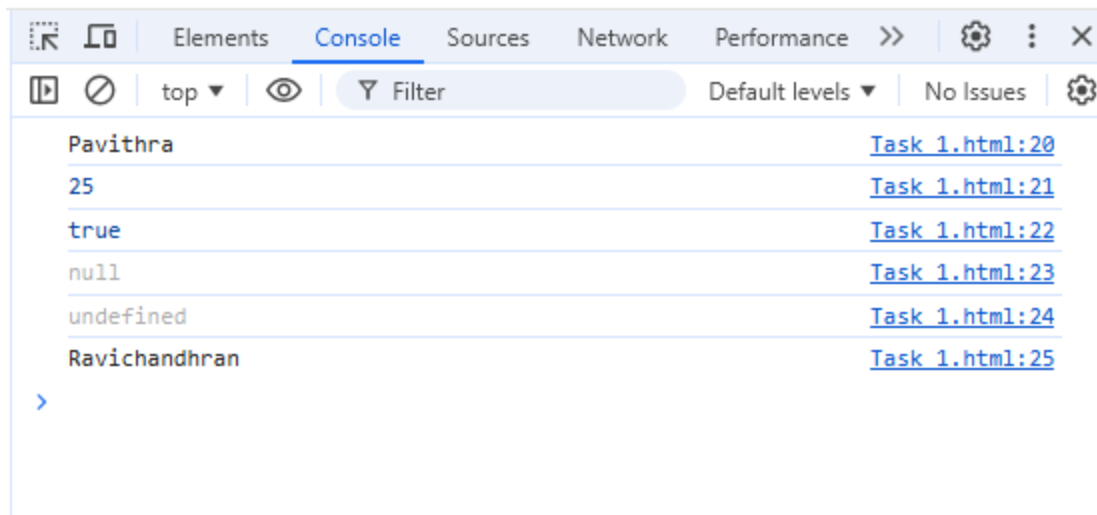 Elements Console Sources Network Performance
top Filter Default levels No Issues
Pavithra Task 1.html:20
25 Task 1.html:21
true Task 1.html:22
null Task 1.html:23
undefined Task 1.html:24
Ravichandhran Task 1.html:25